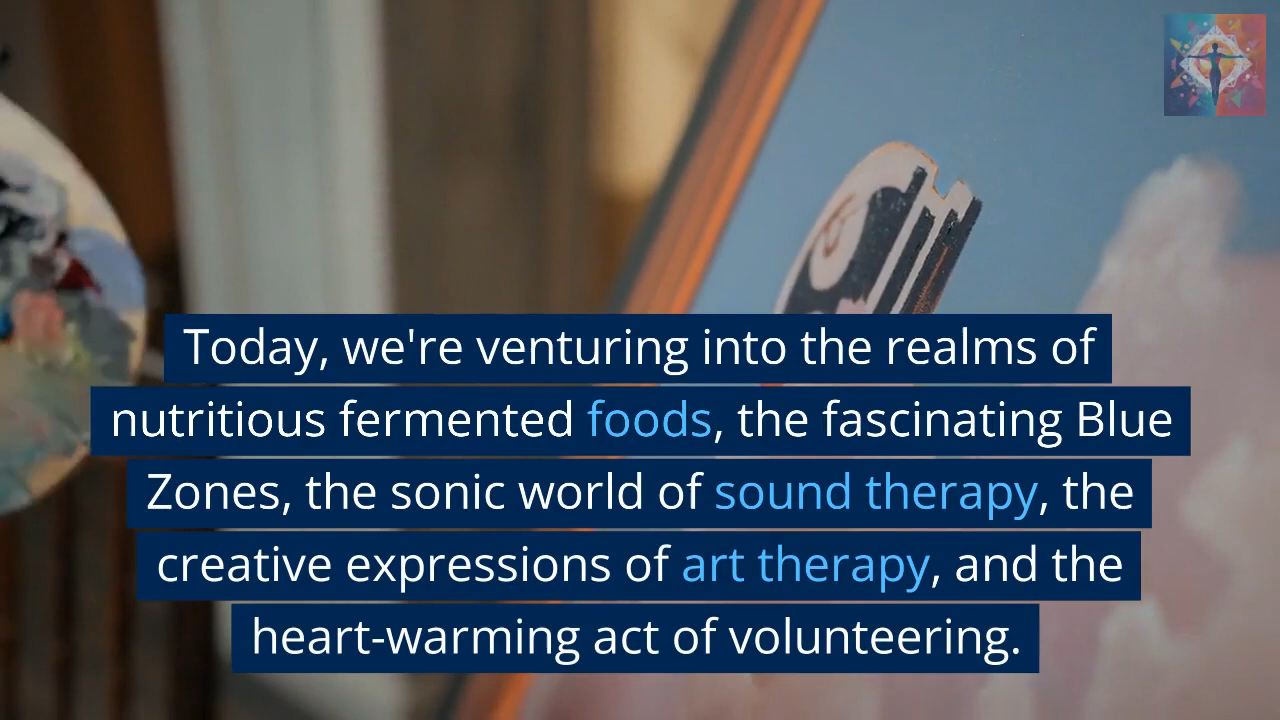 Today, we're venturing into the realms of
nutritious fermented foods, the fascinating Blue
Zones, the sonic world of sound therapy, the
creative expressions of art therapy, and the
heart-warming act of volunteering.